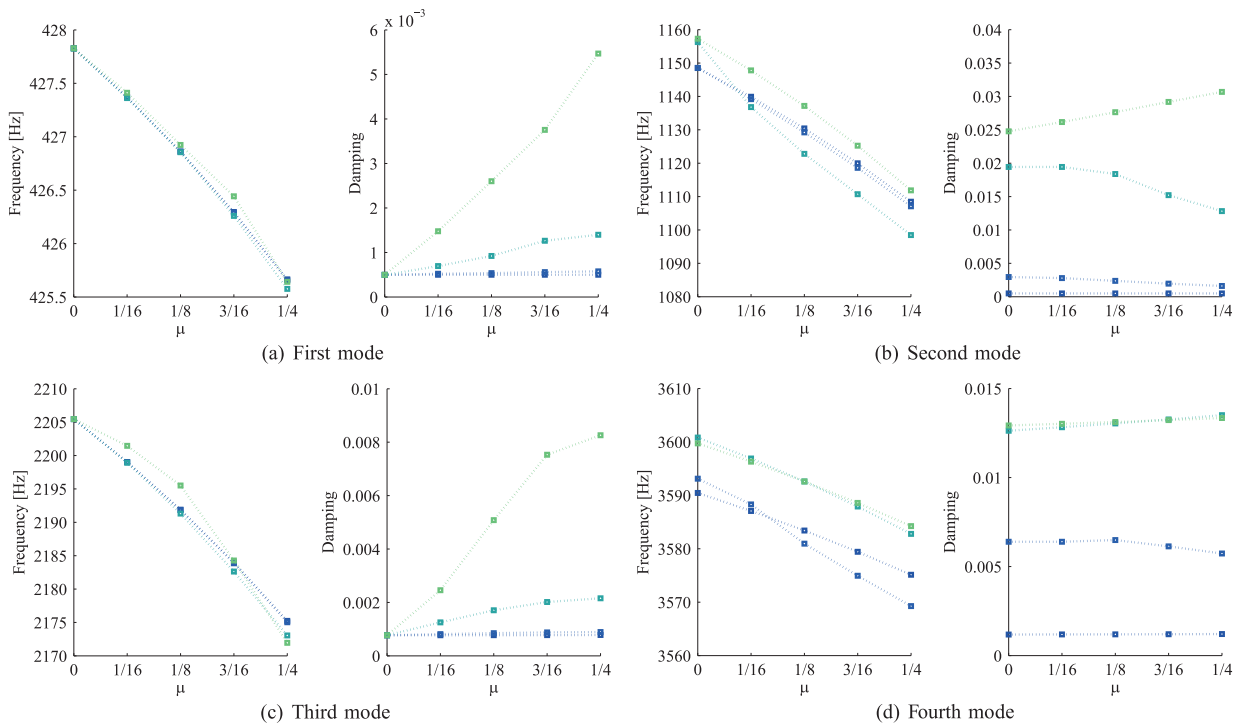 428
427.5
427
426.5
426
425.5
Frequency [Hz]
0 1/16 1/8 3/16 1/4
μ
x 10⁻³
6
5
4
3
2
1
0
Damping
0 1/16 1/8 3/16 1/4
μ
(a) First mode
1160
1150
1140
1130
1120
1110
1100
1090
1080
Frequency [Hz]
0 1/16 1/8 3/16 1/4
μ
0.04
0.035
0.03
0.025
0.02
0.015
0.01
0.005
0
Damping
0 1/16 1/8 3/16 1/4
μ
(b) Second mode
2210
2205
2200
2195
2190
2185
2180
2175
2170
Frequency [Hz]
0 1/16 1/8 3/16 1/4
μ
0.01
0.008
0.006
0.004
0.002
0
Damping
0 1/16 1/8 3/16 1/4
μ
(c) Third mode
3610
3600
3590
3580
3570
3560
Frequency [Hz]
0 1/16 1/8 3/16 1/4
μ
0.015
0.01
0.005
0
Damping
0 1/16 1/8 3/16 1/4
μ
(d) Fourth mode